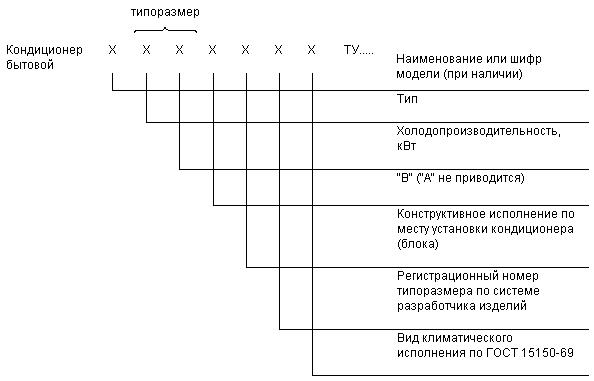 типоразмер
Кондиционер
бытовой
Х Х Х Х Х Х Х ТУ.....
Наименование или шифр
модели (при наличии)
Тип
Холодопроизводительность,
кВт
"В" ("А" не приводится)
Конструктивное исполнение по
месту установки кондиционера
(блока)
Регистрационный номер
типоразмера по системе
разработчика изделий
Вид климатического
исполнения по ГОСТ 15150-69